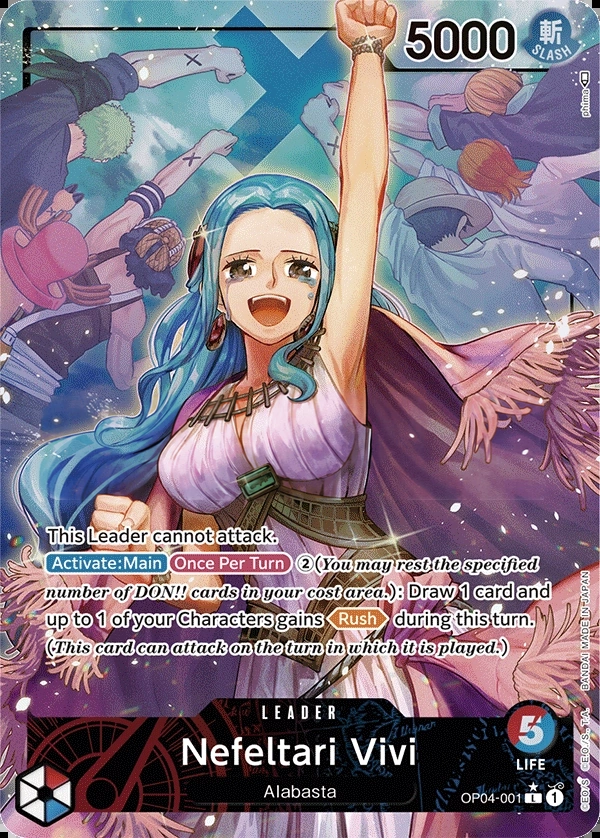 5000
斬
SLASH
phima
This Leader cannot attack.
Activate:Main Once Per Turn ②(You may rest the specified
number of DON!! cards in your cost area.): Draw 1 card and
up to 1 of your Characters gains Rush during this turn.
(This card can attack on the turn in which it is played.)
BANDAI MADE IN JAPAN
©EO/S ©EIO./S, T.A.
LEADER
5
Nefeltari Vivi
LIFE
Alabasta
OP04-001 L 1